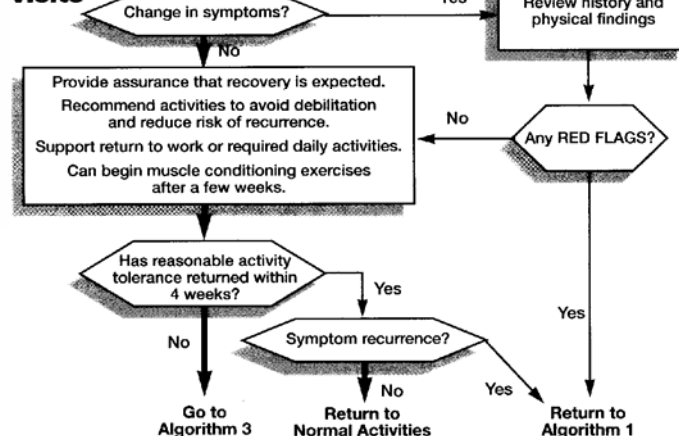 visits
Change in symptoms?
Yes
Review history and
physical findings
No
Provide assurance that recovery is expected.
Recommend activities to avoid debilitation
and reduce risk of recurrence.
Support return to work or required daily activities.
Can begin muscle conditioning exercises
after a few weeks.
No
Any RED FLAGS?
Has reasonable activity
tolerance returned within
4 weeks?
Yes
Yes
No
Symptom recurrence?
No
Yes
Go to
Algorithm 3
Return to
Normal Activities
Return to
Algorithm 1